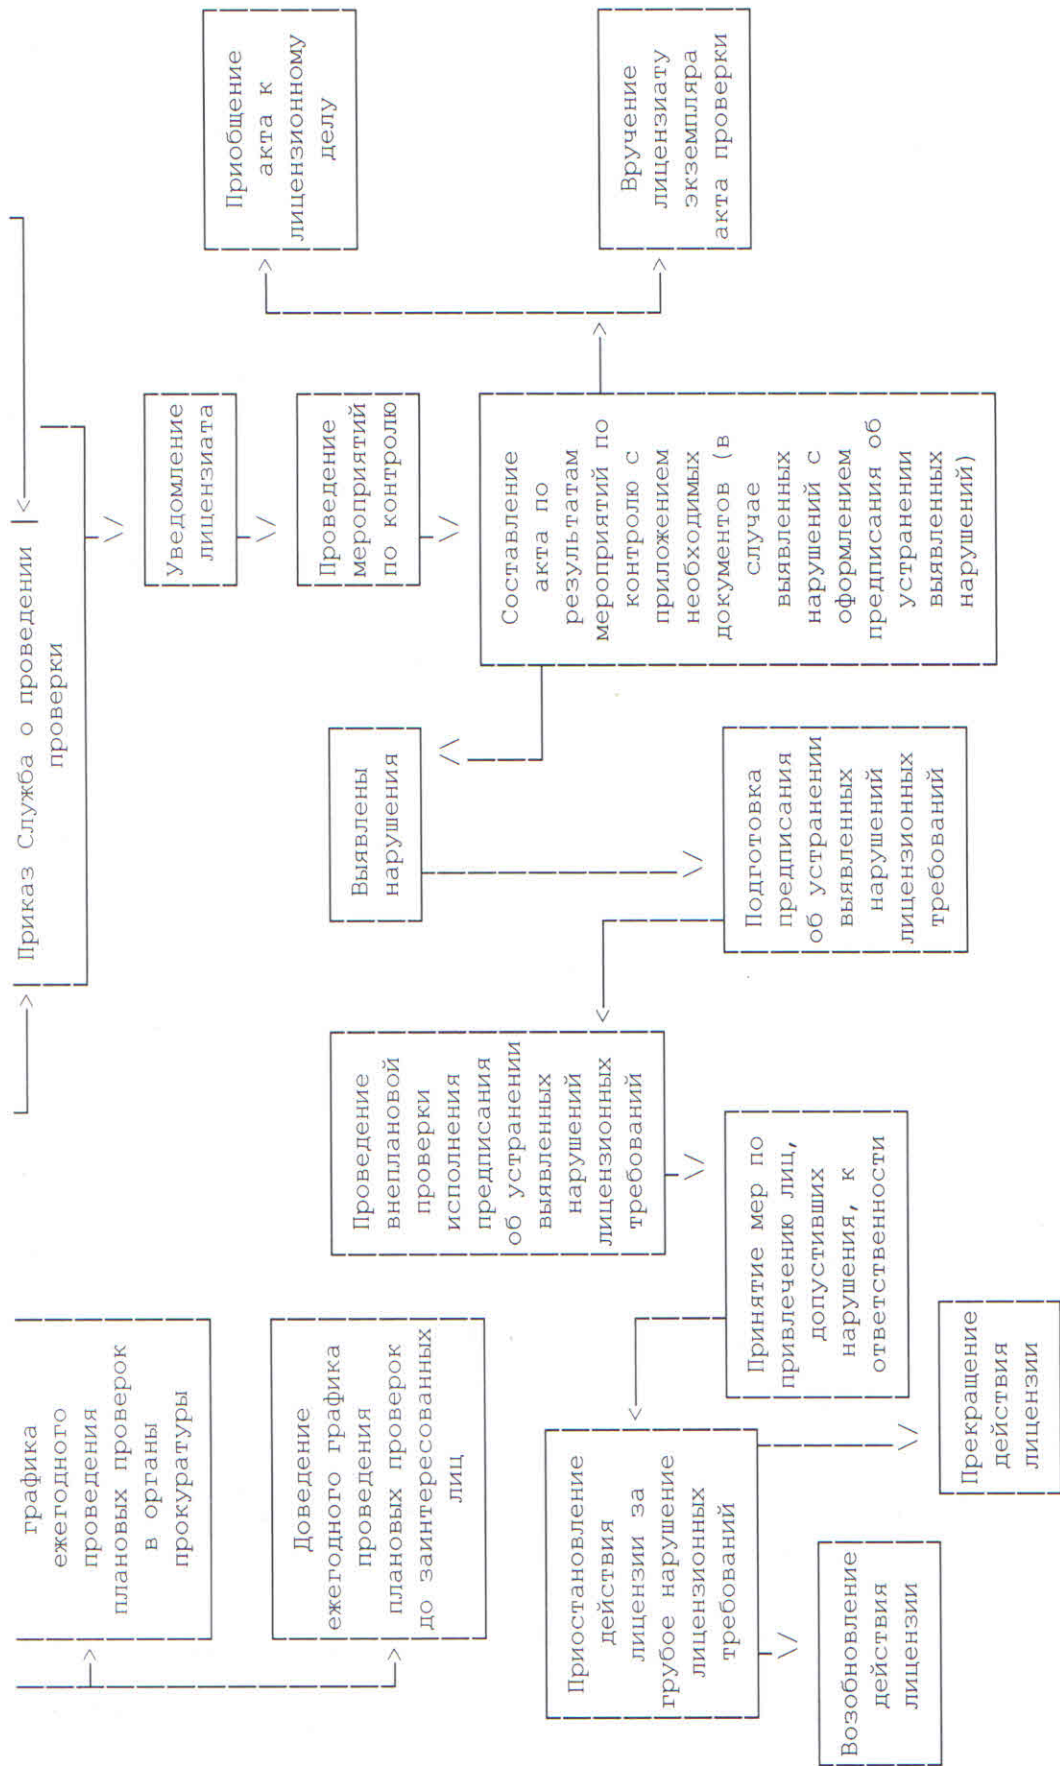 графика
ежегодного
проведения
плановых проверок
в органы
прокуратуры
Доведение
ежегодного графика
проведения
плановых проверок
до заинтересованных
лиц
Приказ Служба о проведении
проверки
Уведомление
лицензиата
Проведение
мероприятий
по контролю
Составление
акта по
результатам
мероприятий по
контролю с
приложением
необходимых
документов (в
случае
выявленных
нарушений с
оформлением
предписания об
устранении
выявленных
нарушений)
Приобщение
акта к
лицензионному
делу
Вручение
лицензиату
экземпляра
акта проверки
Выявлены
нарушения
Подготовка
предписания
об устранении
выявленных
нарушений
лицензионных
требований
Проведение
внеплановой
проверки
исполнения
предписания
об устранении
выявленных
нарушений
лицензионных
требований
Принятие мер по
привлечению лиц,
допустивших
нарушения, к
ответственности
Приостановление
действия
лицензии за
грубое нарушение
лицензионных
требований
Прекращение
действия
лицензии
Возобновление
действия
лицензии